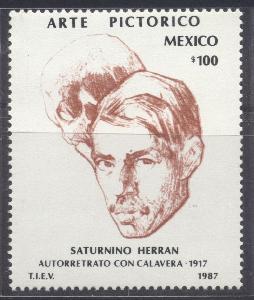 ARTE PICTORICO
MEXICO
$100
SATURNINO HERRAN
AUTORRETRATO CON CALAVERA · 1917
T.I.E.V. 1987